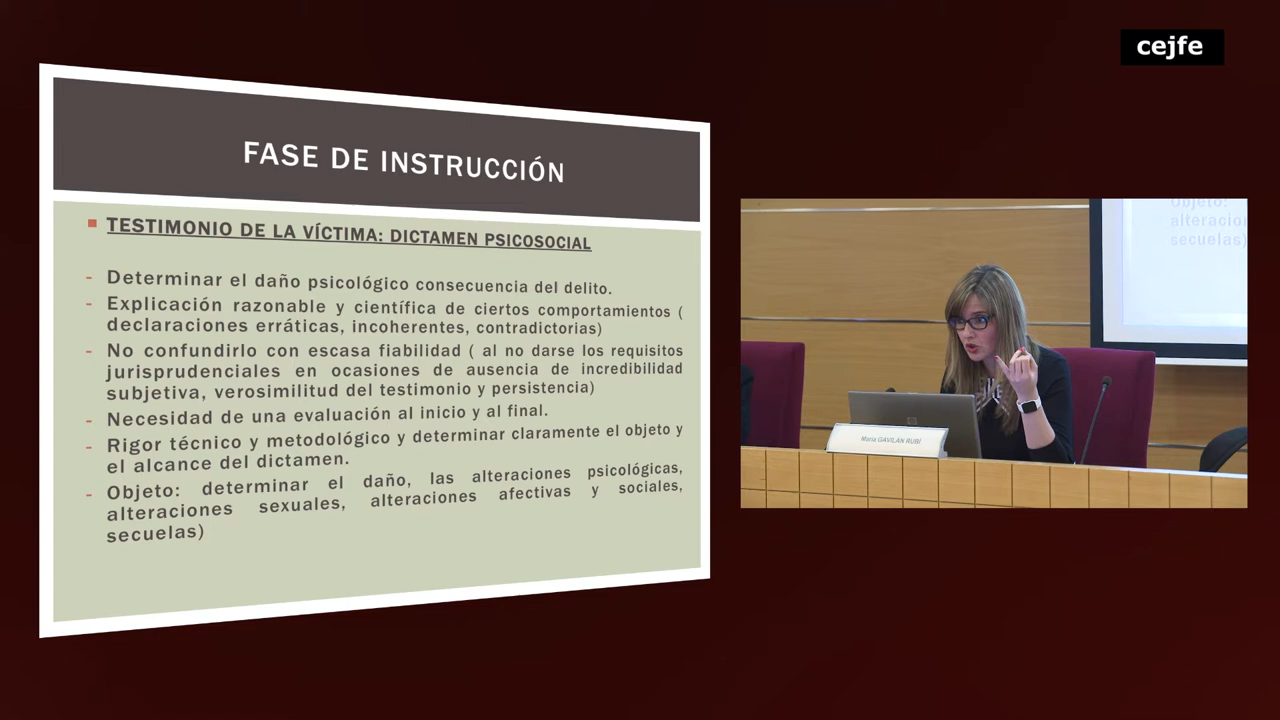 cejfe
FASE DE INSTRUCCIÓN
▪ TESTIMONIO DE LA VÍCTIMA: DICTAMEN PSICOSOCIAL
- Determinar el daño psicológico consecuencia del delito.
- Explicación razonable y científica de ciertos comportamientos (
declaraciones erráticas, incoherentes, contradictorias)
- No confundirlo con escasa fiabilidad ( al no darse los requisitos
jurisprudenciales en ocasiones de ausencia de incredibilidad
subjetiva, verosimilitud del testimonio y persistencia)
- Necesidad de una evaluación al inicio y al final.
- Rigor técnico y metodológico y determinar claramente el objeto y
el alcance del dictamen.
- Objeto: determinar el daño, las alteraciones psicológicas,
alteraciones sexuales, alteraciones afectivas y sociales,
secuelas)
Objeto:
alteracion
secuelas)
María GAVILÁN RUBÍ
hp